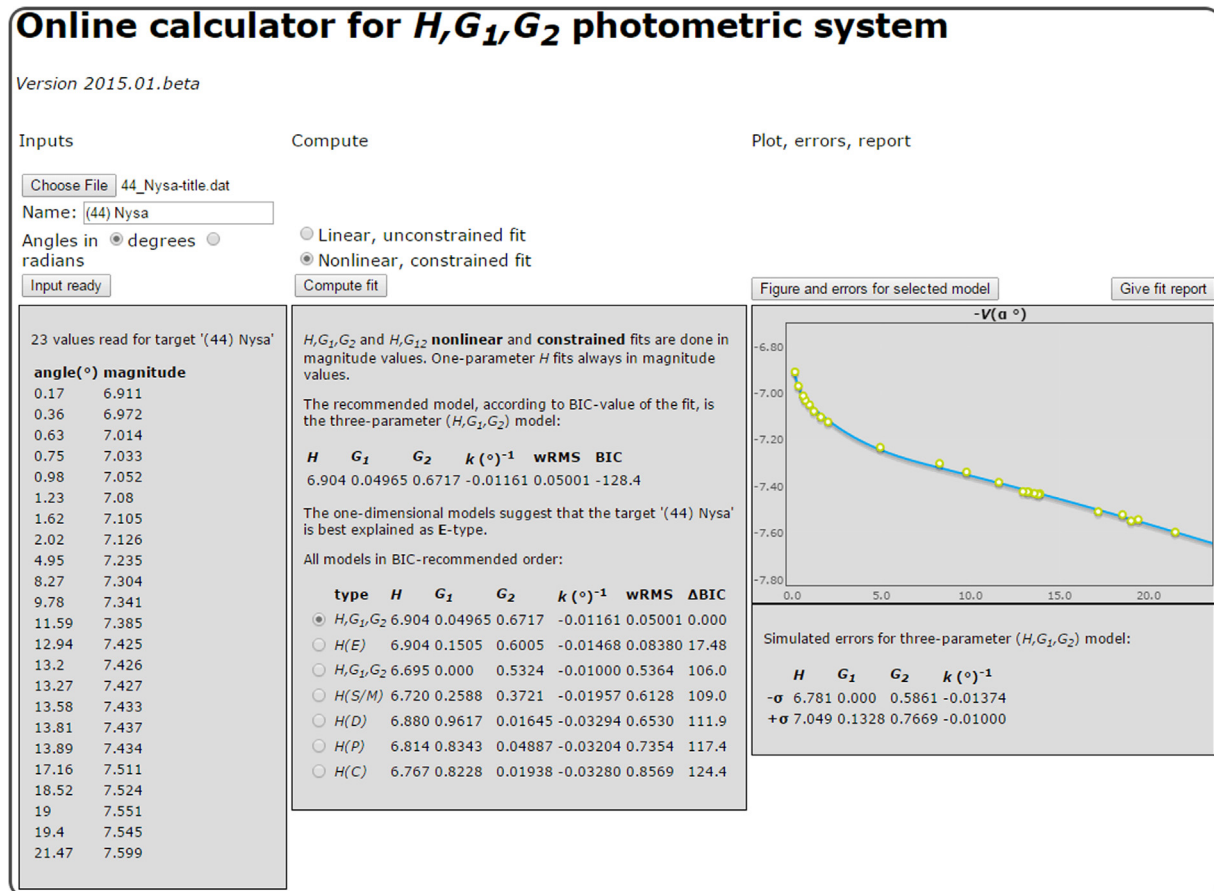 Online calculator for H,G1,G2 photometric system
Version 2015.01.beta
Inputs
Choose File 44_Nysa-title.dat
Name: (44) Nysa
Angles in degrees
radians
Input ready
23 values read for target '(44) Nysa'
angle(°) magnitude
0.17 6.911
0.36 6.972
0.63 7.014
0.75 7.033
0.98 7.052
1.23 7.08
1.62 7.105
2.02 7.126
4.95 7.235
8.27 7.304
9.78 7.341
11.59 7.385
12.94 7.425
13.2 7.426
13.27 7.427
13.58 7.433
13.81 7.437
13.89 7.434
17.16 7.511
18.52 7.524
19 7.551
19.4 7.545
21.47 7.599
Compute
Linear, unconstrained fit
Nonlinear, constrained fit
Compute fit
H,G1,G2 and H,G12 nonlinear and constrained fits are done in
magnitude values. One-parameter H fits always in magnitude
values.
The recommended model, according to BIC-value of the fit, is
the three-parameter (H,G1,G2) model:
H G1 G2 k (°)-1 wRMS BIC
6.904 0.04965 0.6717 -0.01161 0.05001 -128.4
The one-dimensional models suggest that the target '(44) Nysa'
is best explained as E-type.
All models in BIC-recommended order:
type H G1 G2 k (°)-1 wRMS ΔBIC
H,G1,G2 6.904 0.04965 0.6717 -0.01161 0.05001 0.000
H(E) 6.904 0.1505 0.6005 -0.01468 0.08380 17.48
H,G1,G2 6.695 0.000 0.5324 -0.01000 0.5364 106.0
H(S/M) 6.720 0.2588 0.3721 -0.01957 0.6128 109.0
H(D) 6.880 0.9617 0.01645 -0.03294 0.6530 111.9
H(P) 6.814 0.8343 0.04887 -0.03204 0.7354 117.4
H(C) 6.767 0.8228 0.01938 -0.03280 0.8569 124.4
Plot, errors, report
Figure and errors for selected model
Give fit report
-V(α °)
-6.80
-7.00
-7.20
-7.40
-7.60
-7.80
0.0 5.0 10.0 15.0 20.0
Simulated errors for three-parameter (H,G1,G2) model:
H G1 G2 k (°)-1
-σ 6.781 0.000 0.5861 -0.01374
+σ 7.049 0.1328 0.7669 -0.01000